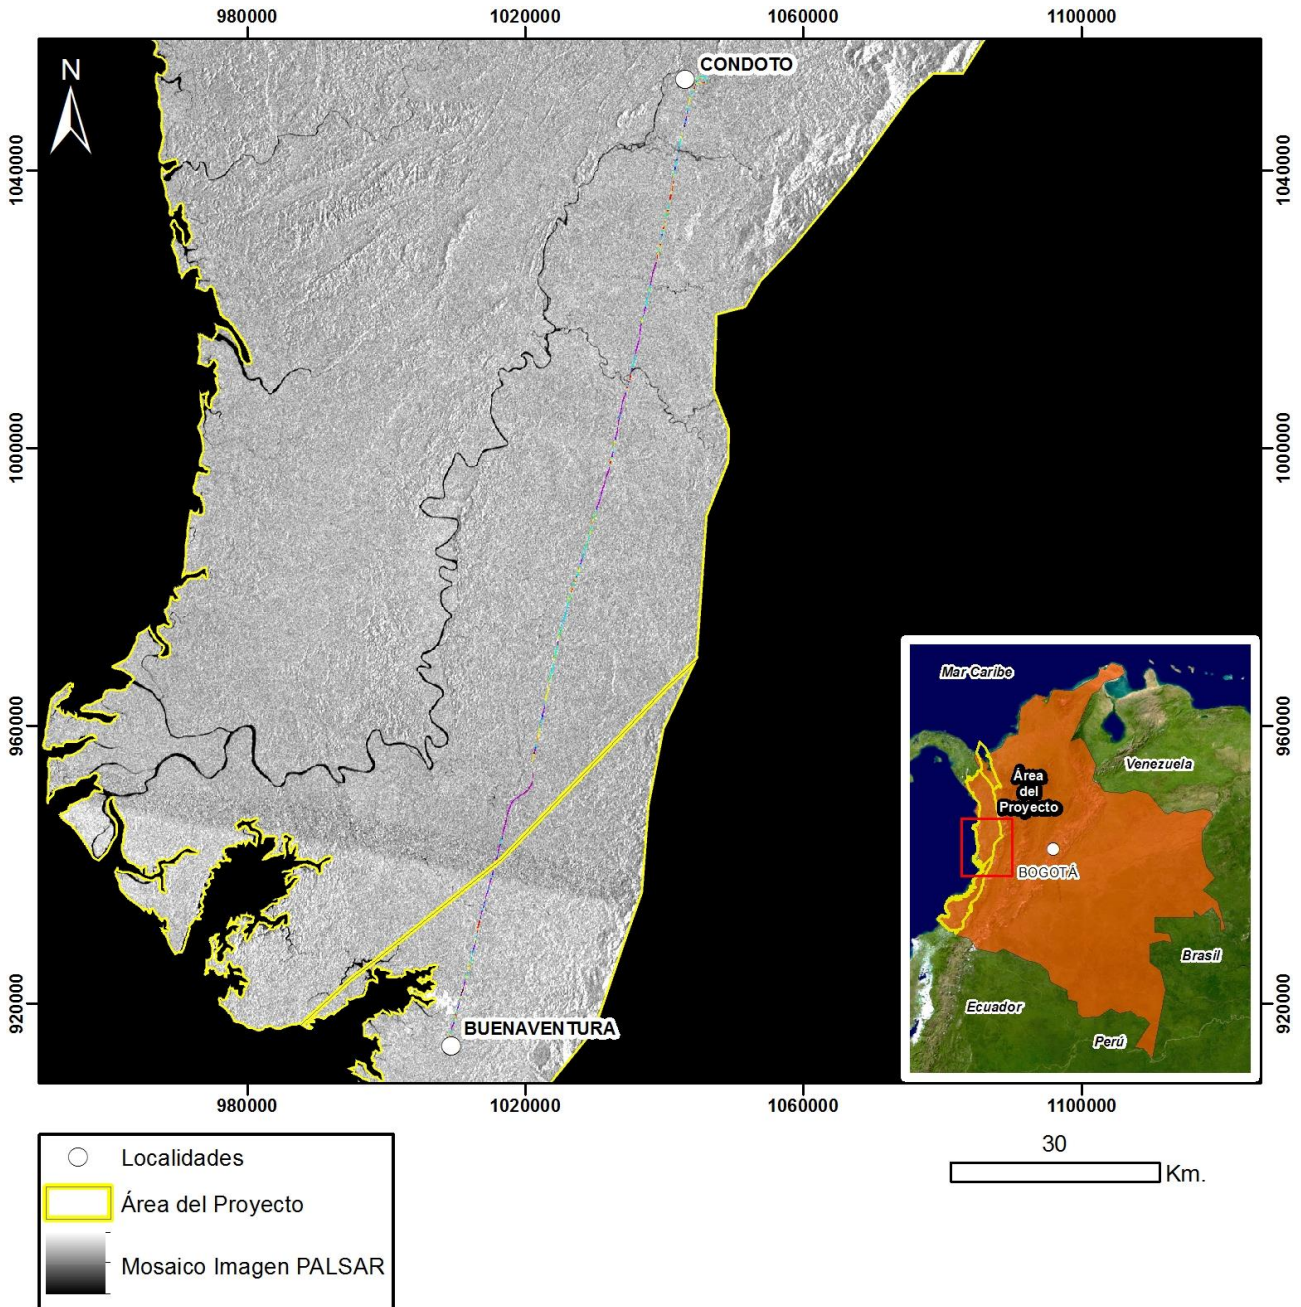 980000
1020000
1060000
1100000
N
CONDOTO
1040000
1040000
1000000
1000000
960000
960000
Mar Caribe
Venezuela
Área
del
Proyecto
BOGOTÁ
Brasil
Ecuador
Perú
920000
920000
BUENAVENTURA
980000
1020000
1060000
1100000
Localidades
30
Km.
Área del Proyecto
Mosaico Imagen PALSAR